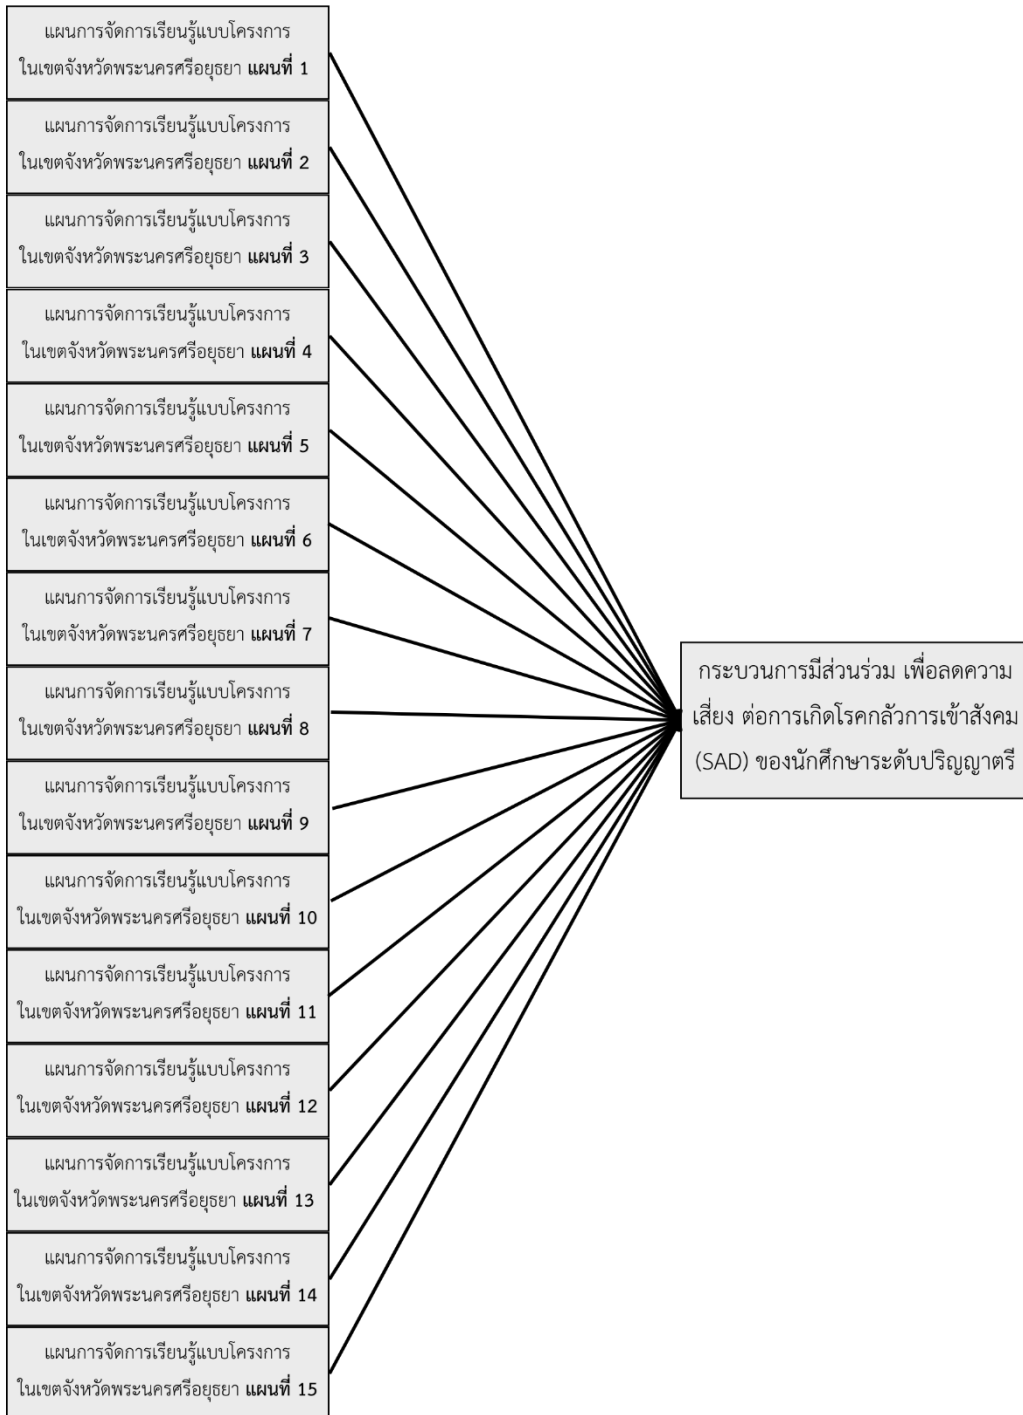 แผนการจัดการเรียนรู้แบบโครงการ
ในเขตจังหวัดพระนครศรีอยุธยา แผนที่ 1
แผนการจัดการเรียนรู้แบบโครงการ
ในเขตจังหวัดพระนครศรีอยุธยา แผนที่ 2
แผนการจัดการเรียนรู้แบบโครงการ
ในเขตจังหวัดพระนครศรีอยุธยา แผนที่ 3
แผนการจัดการเรียนรู้แบบโครงการ
ในเขตจังหวัดพระนครศรีอยุธยา แผนที่ 4
แผนการจัดการเรียนรู้แบบโครงการ
ในเขตจังหวัดพระนครศรีอยุธยา แผนที่ 5
แผนการจัดการเรียนรู้แบบโครงการ
ในเขตจังหวัดพระนครศรีอยุธยา แผนที่ 6
แผนการจัดการเรียนรู้แบบโครงการ
ในเขตจังหวัดพระนครศรีอยุธยา แผนที่ 7
แผนการจัดการเรียนรู้แบบโครงการ
ในเขตจังหวัดพระนครศรีอยุธยา แผนที่ 8
แผนการจัดการเรียนรู้แบบโครงการ
ในเขตจังหวัดพระนครศรีอยุธยา แผนที่ 9
แผนการจัดการเรียนรู้แบบโครงการ
ในเขตจังหวัดพระนครศรีอยุธยา แผนที่ 10
แผนการจัดการเรียนรู้แบบโครงการ
ในเขตจังหวัดพระนครศรีอยุธยา แผนที่ 11
แผนการจัดการเรียนรู้แบบโครงการ
ในเขตจังหวัดพระนครศรีอยุธยา แผนที่ 12
แผนการจัดการเรียนรู้แบบโครงการ
ในเขตจังหวัดพระนครศรีอยุธยา แผนที่ 13
แผนการจัดการเรียนรู้แบบโครงการ
ในเขตจังหวัดพระนครศรีอยุธยา แผนที่ 14
แผนการจัดการเรียนรู้แบบโครงการ
ในเขตจังหวัดพระนครศรีอยุธยา แผนที่ 15
กระบวนการมีส่วนร่วม เพื่อลดความ
เสี่ยง ต่อการเกิดโรคกลัวการเข้าสังคม
(SAD) ของนักศึกษาระดับปริญญาตรี